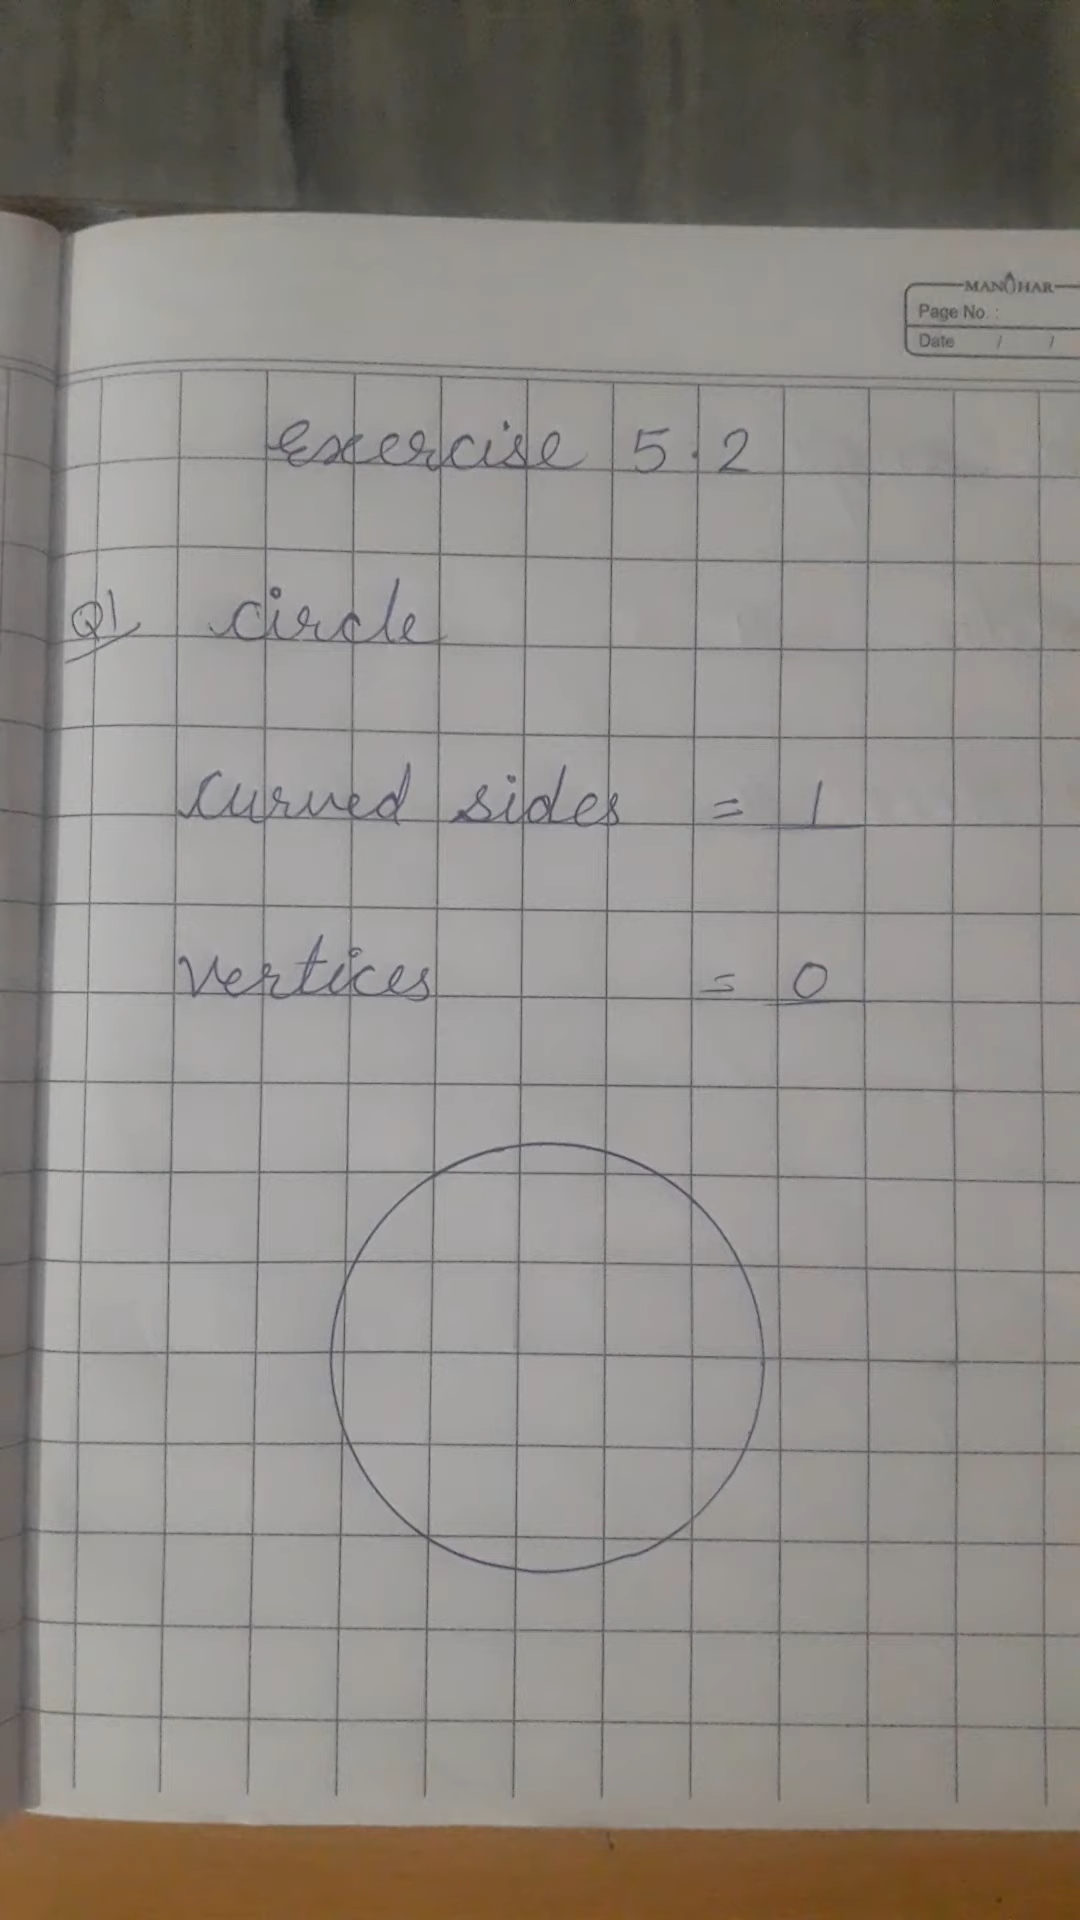 MANOHAR
Page No. :
Date / /
exercise 5.2
Q1 circle
curved sides = 1
vertices = 0